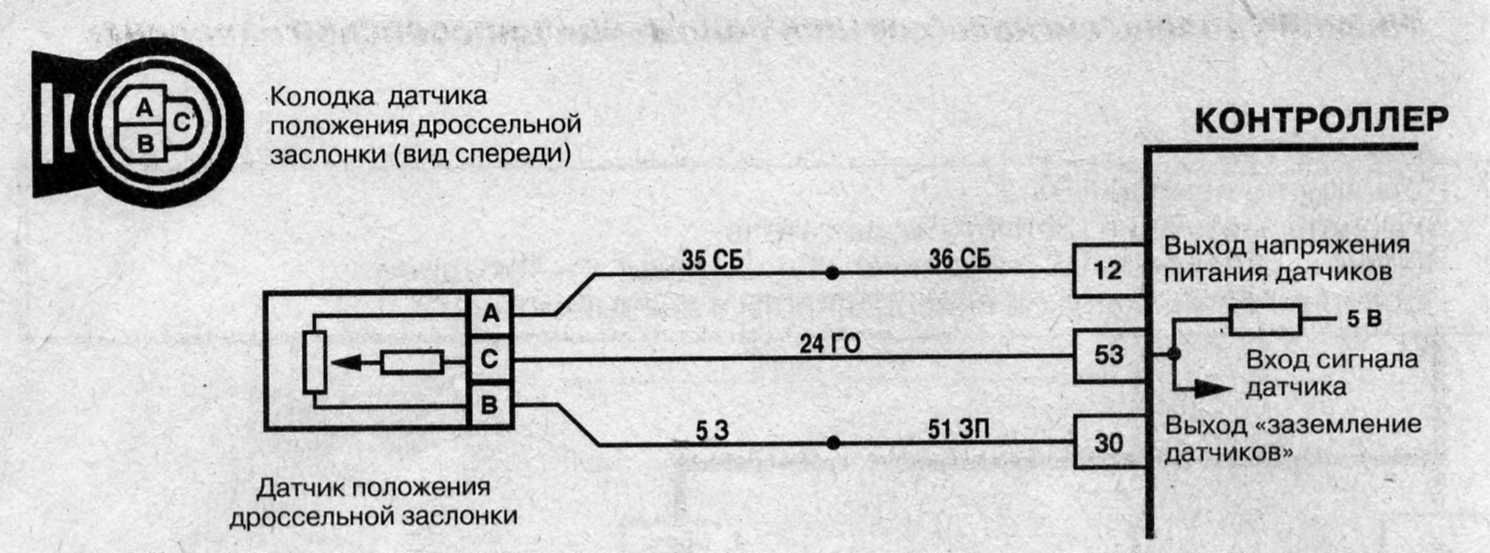 A
B
C
Колодка датчика
положения дроссельной
заслонки (вид спереди)
КОНТРОЛЛЕР
35 СБ
36 СБ
12
Выход напряжения
питания датчиков
A
C
B
24 ГО
53
5 В
Вход сигнала
датчика
5 З
51 ЗП
30
Выход «заземление
датчиков»
Датчик положения
дроссельной заслонки